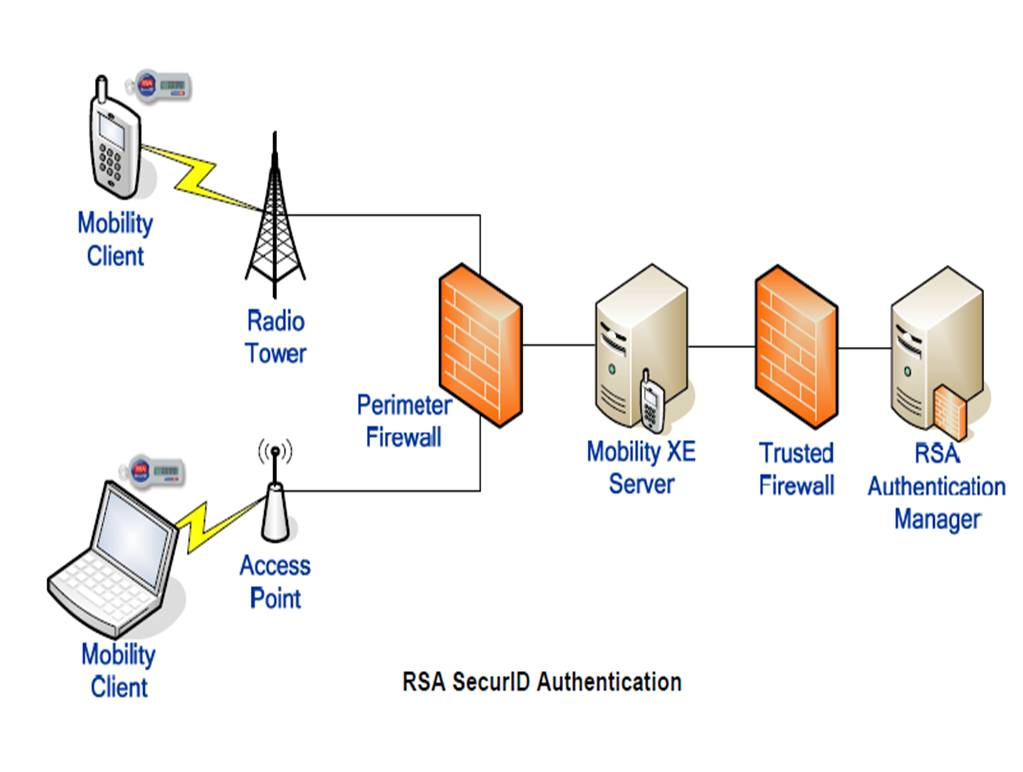 Mobility
Client
Radio
Tower
Perimeter
Firewall
Mobility XE
Server
Trusted
Firewall
RSA
Authentication
Manager
Access
Point
Mobility
Client
RSA SecurID Authentication